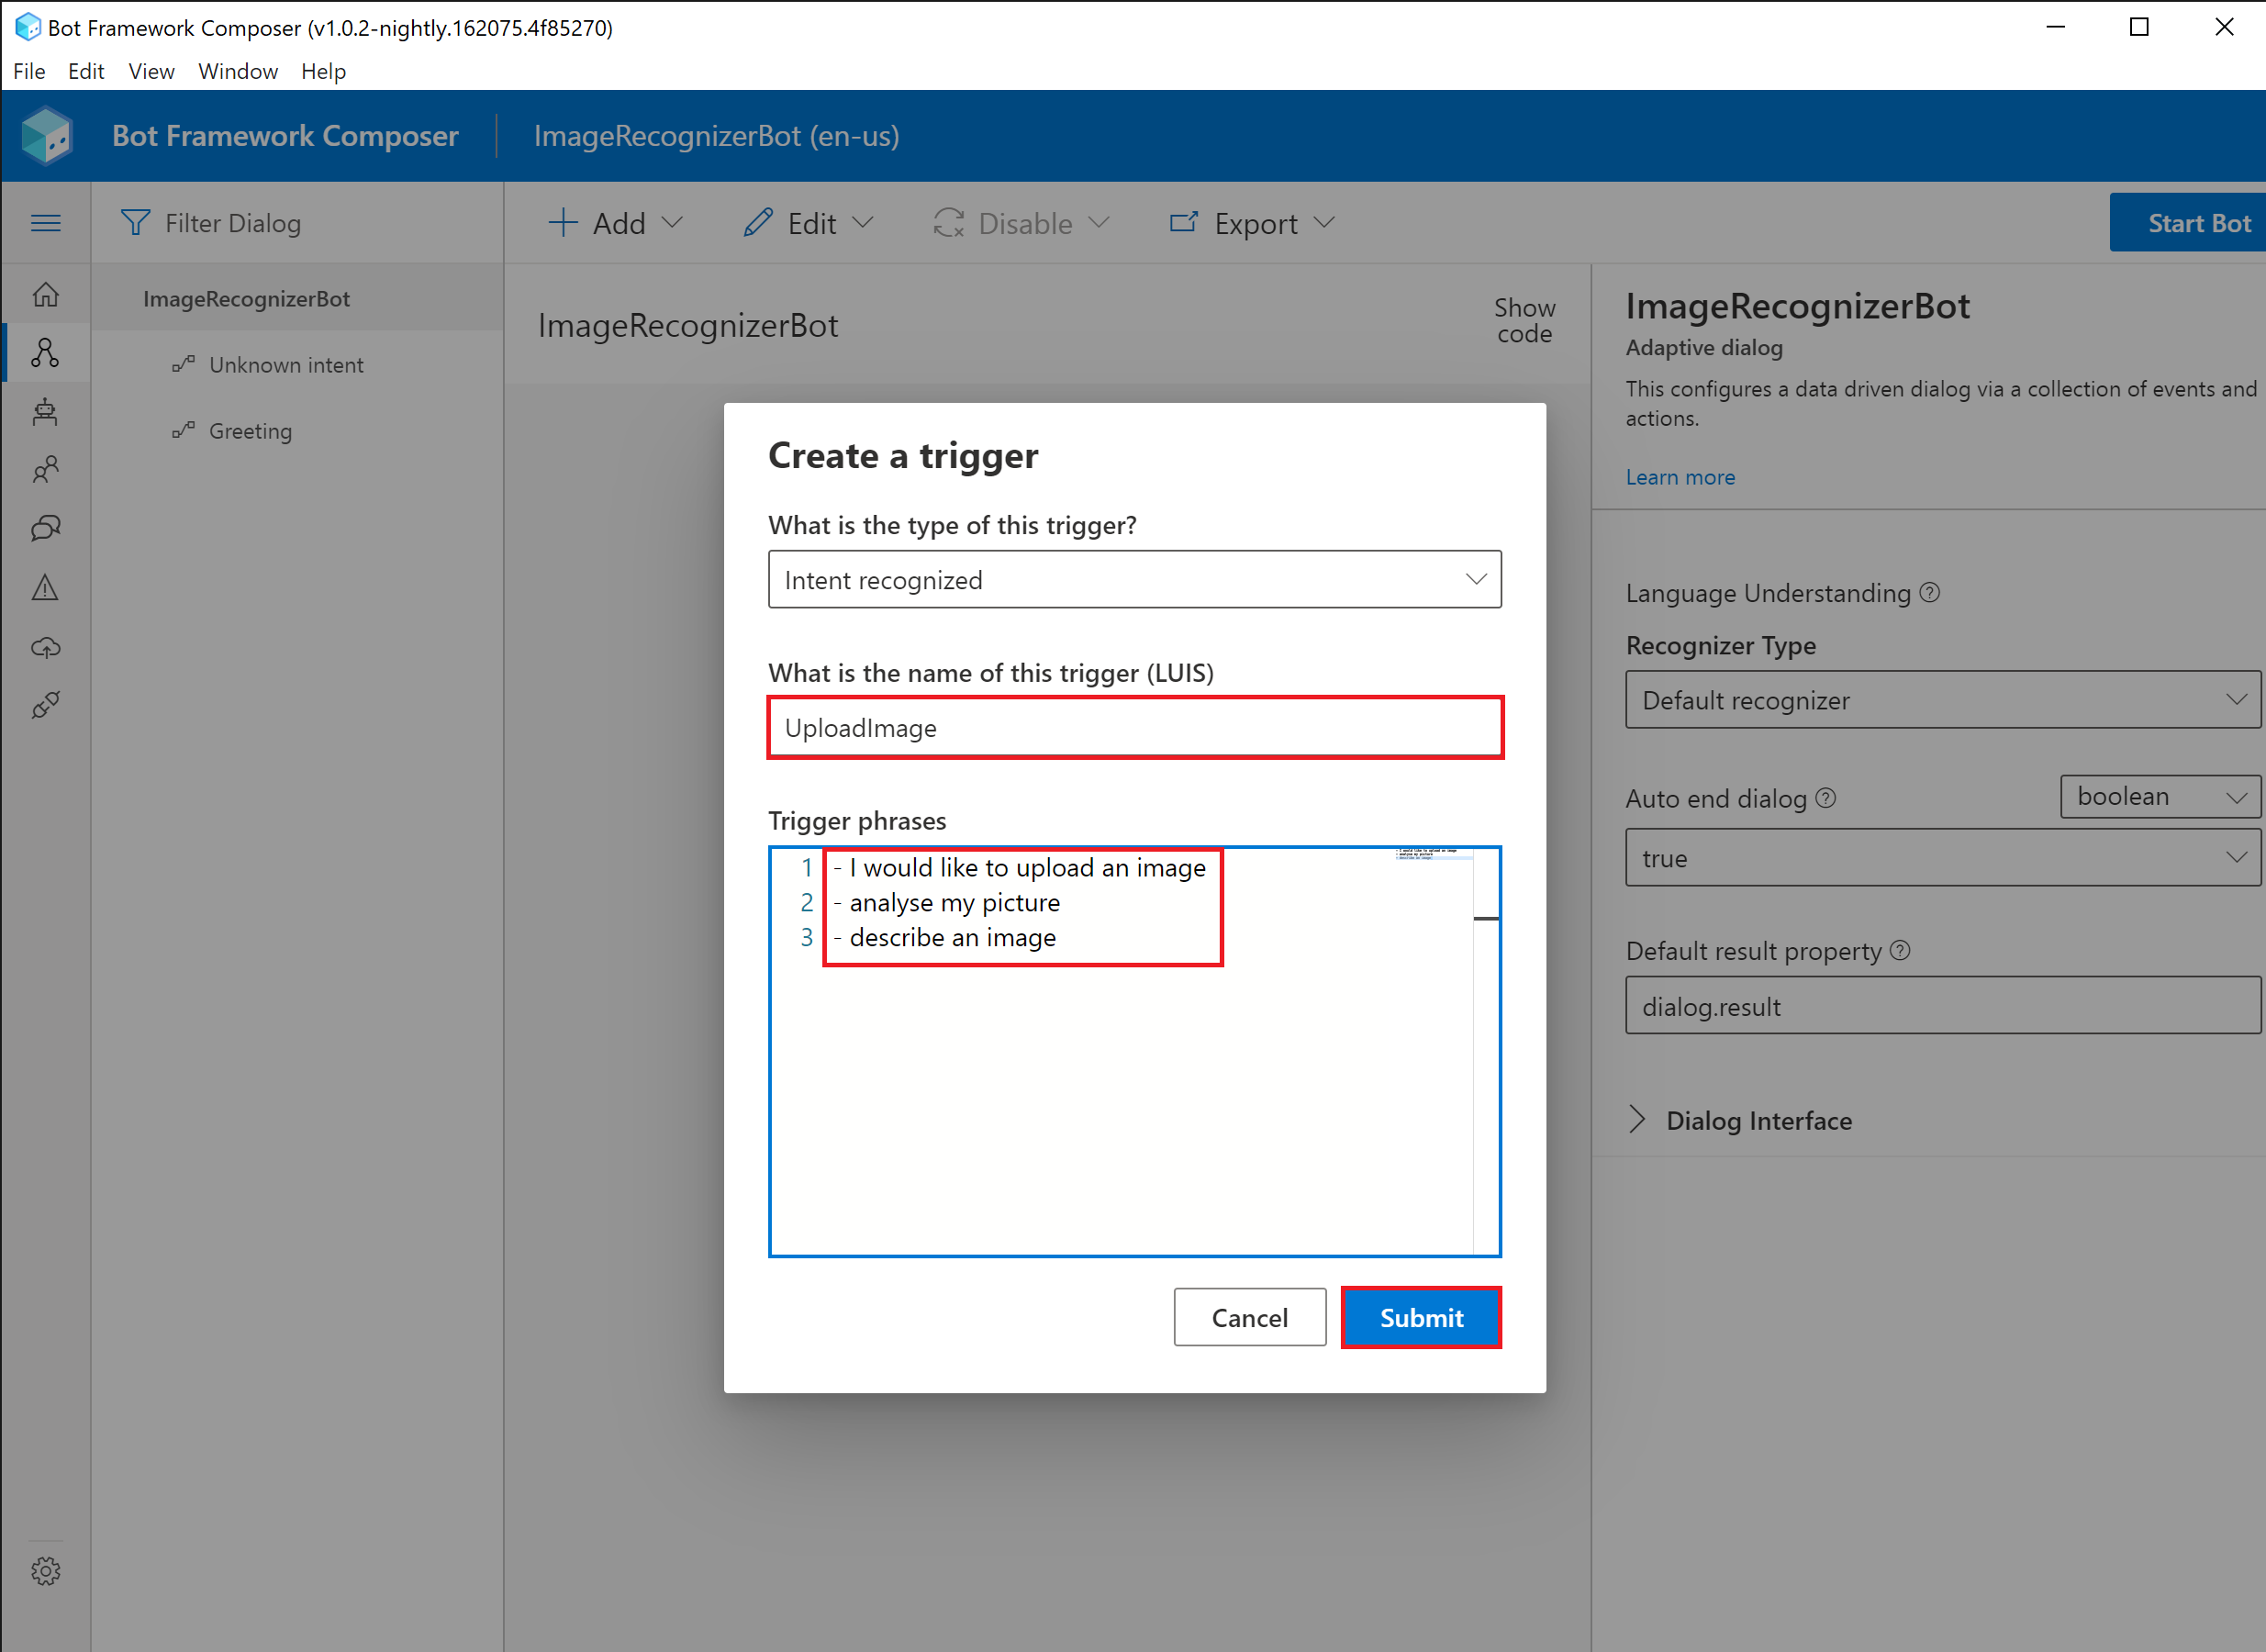 Bot Framework Composer (v1.0.2-nightly.162075.4f85270)
File Edit View Window Help
Bot Framework Composer ImageRecognizerBot (en-us)
Filter Dialog
Add Edit Disable Export Start Bot
ImageRecognizerBot
Unknown intent
Greeting
ImageRecognizerBot
Show
code
Create a trigger
What is the type of this trigger?
Intent recognized
What is the name of this trigger (LUIS)
UploadImage
Trigger phrases
1 - I would like to upload an image
2 - analyse my picture
3 - describe an image
Cancel Submit
ImageRecognizerBot
Adaptive dialog
This configures a data driven dialog via a collection of events and
actions.
Learn more
Language Understanding
Recognizer Type
Default recognizer
Auto end dialog boolean
true
Default result property
dialog.result
Dialog Interface